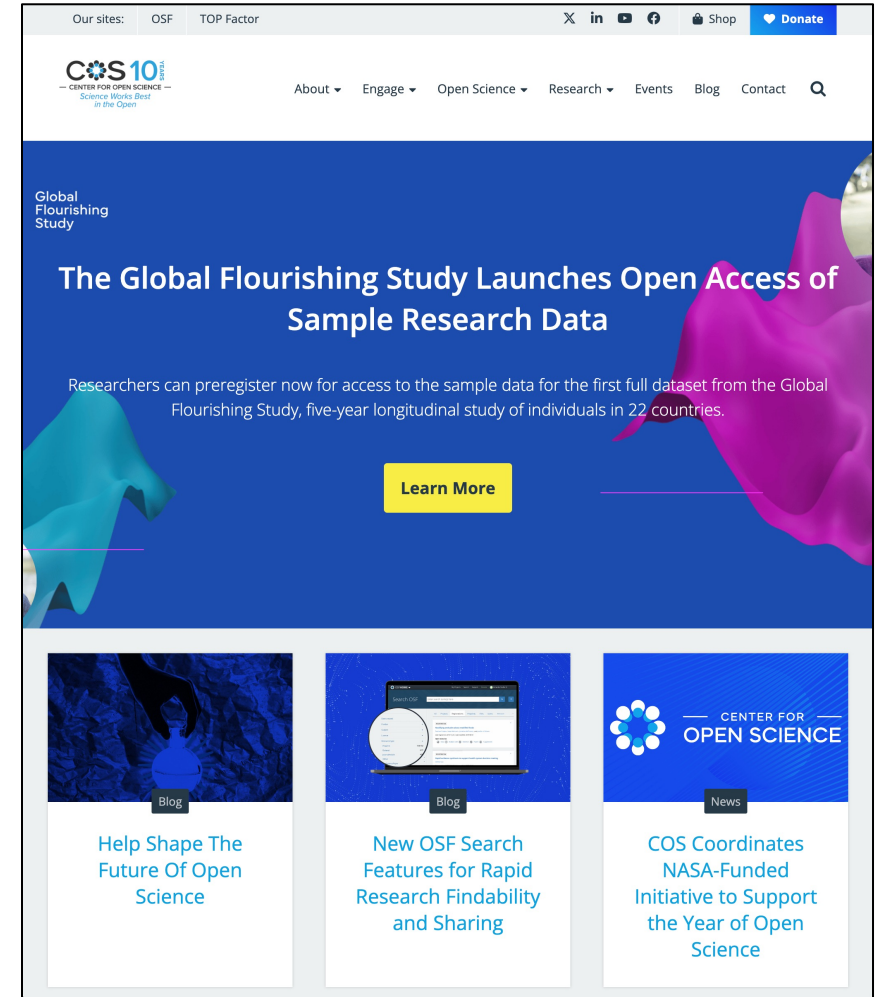 Our sites: OSF TOP Factor Shop Donate
COS 10 YEARS
CENTER FOR OPEN SCIENCE
Science Works Best
in the Open
About Engage Open Science Research Events Blog Contact
Global
Flourishing
Study
The Global Flourishing Study Launches Open Access of
Sample Research Data
Researchers can preregister now for access to the sample data for the first full dataset from the Global
Flourishing Study, five-year longitudinal study of individuals in 22 countries.
Learn More
Search OSF
CENTER FOR
OPEN SCIENCE
Blog
Help Shape The
Future Of Open
Science
Blog
New OSF Search
Features for Rapid
Research Findability
and Sharing
News
COS Coordinates
NASA-Funded
Initiative to Support
the Year of Open
Science